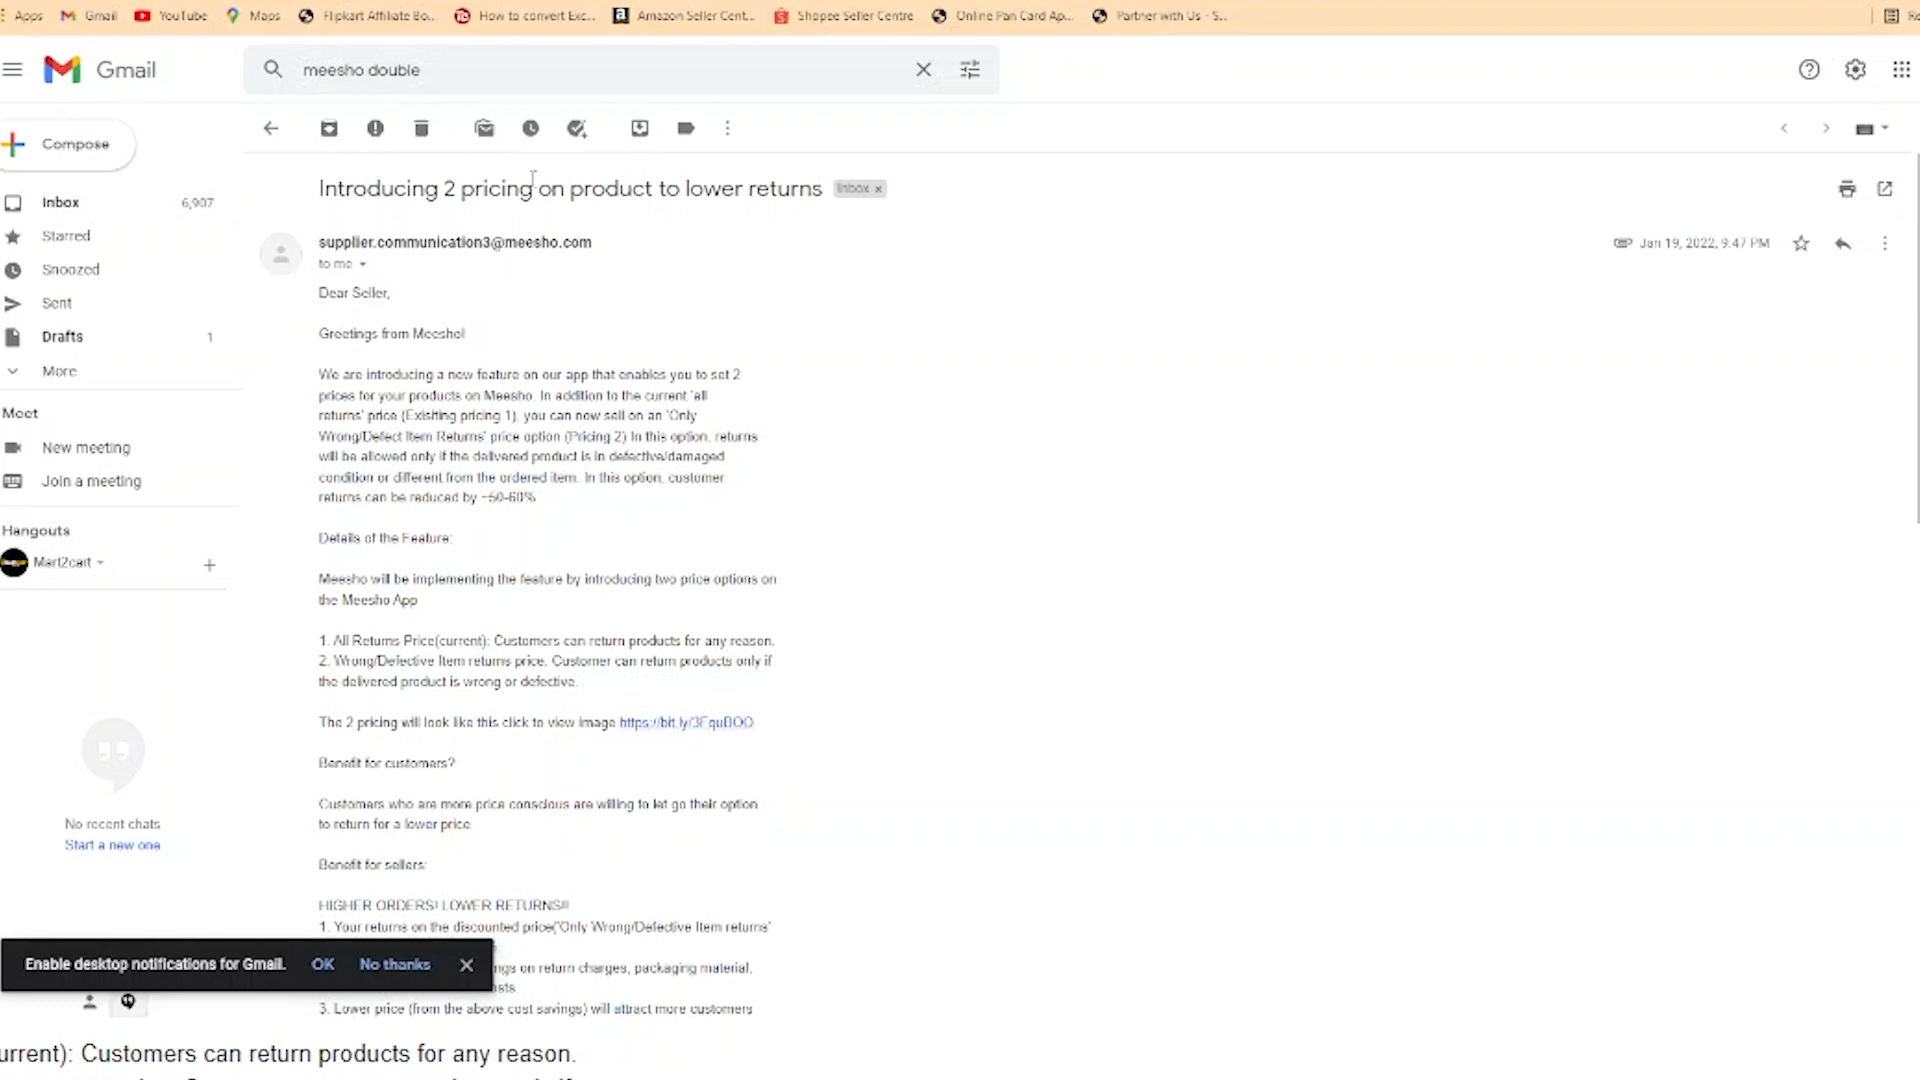 Apps Gmail YouTube Maps Flipkart Affiliate Bo... How to convert Exc... Amazon Seller Cent... Shopee Seller Centre Online Pan Card Ap... Partner with Us - S...
Gmail
meesho double
Compose
Introducing 2 pricing on product to lower returns Inbox x
Inbox 6,907
supplier.communication3@meesho.com
Jan 19, 2022, 9:47 PM
Starred
to me
Snoozed
Dear Seller,
Sent
Greetings from Meesho!
Drafts 1
More
We are introducing a new feature on our app that enables you to set 2
prices for your products on Meesho. In addition to the current 'all
returns' price (Exisiting pricing 1), you can now sell on an 'Only
Wrong/Defect Item Returns' price option (Pricing 2) In this option, returns
will be allowed only if the delivered product is in defective/damaged
condition or different from the ordered item. In this option, customer
returns can be reduced by ~50-60%
Meet
New meeting
Join a meeting
Hangouts
Mart2cart
Details of the Feature:
Meesho will be implementing the feature by introducing two price options on
the Meesho App
1. All Returns Price(current): Customers can return products for any reason.
2. Wrong/Defective Item returns price. Customer can return products only if
the delivered product is wrong or defective.
The 2 pricing will look like this click to view image
Benefit for customers?
Customers who are more price conscious are willing to let go their option
to return for a lower price.
No recent chats
Start a new one
Benefit for sellers:
HIGHER ORDERS! LOWER RETURNS!!
1. Your returns on the discounted price('Only Wrong/Defective Item returns'
Enable desktop notifications for Gmail. OK No thanks
ngs on return charges, packaging material,
sts
3. Lower price (from the above cost savings) will attract more customers
urrent): Customers can return products for any reason.